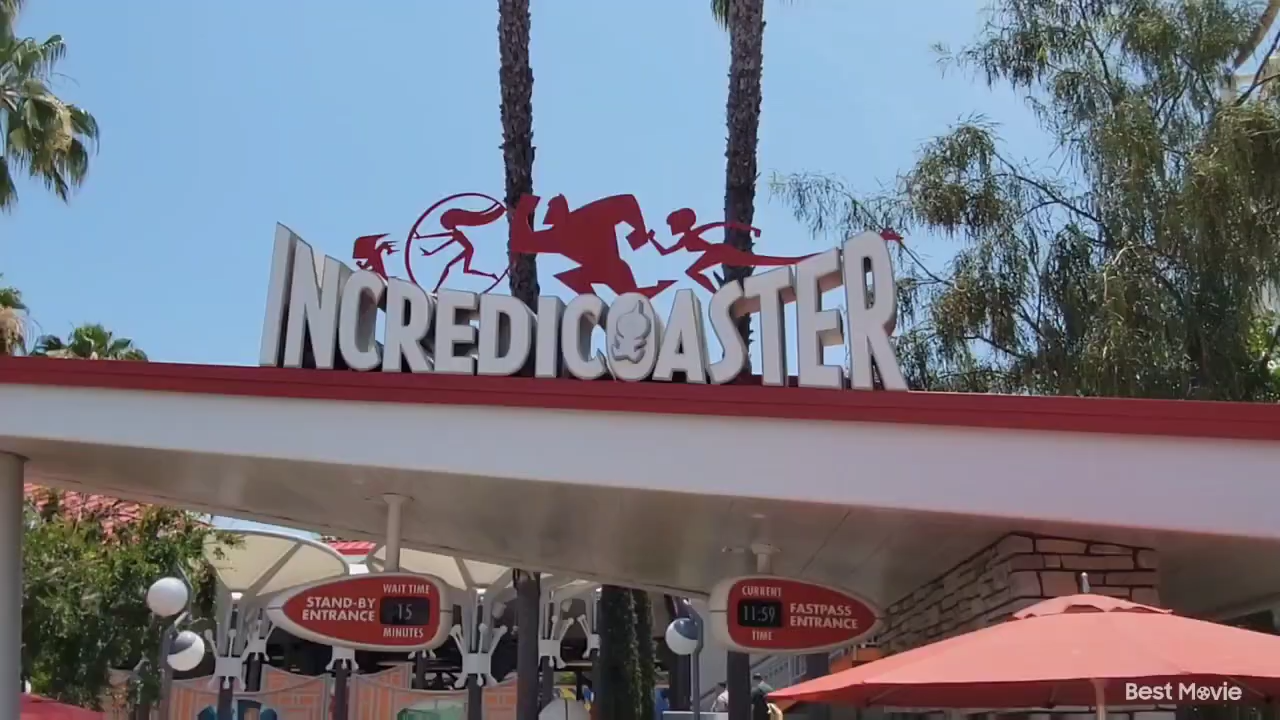 INCREDICOASTER
WAIT TIME
STAND-BY
ENTRANCE
15
MINUTES
CURRENT
11:59
TIME
FASTPASS
ENTRANCE
Best Movie